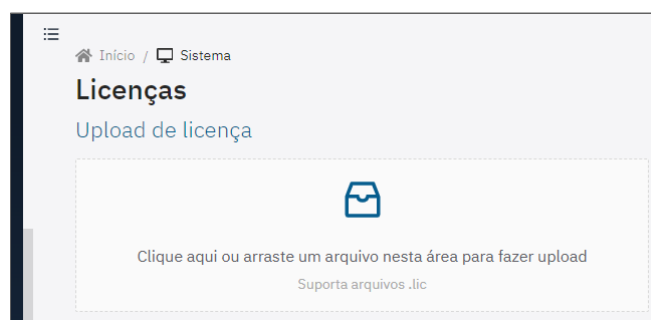 Início / Sistema
Licenças
Upload de licença
Clique aqui ou arraste um arquivo nesta área para fazer upload
Suporta arquivos .lic